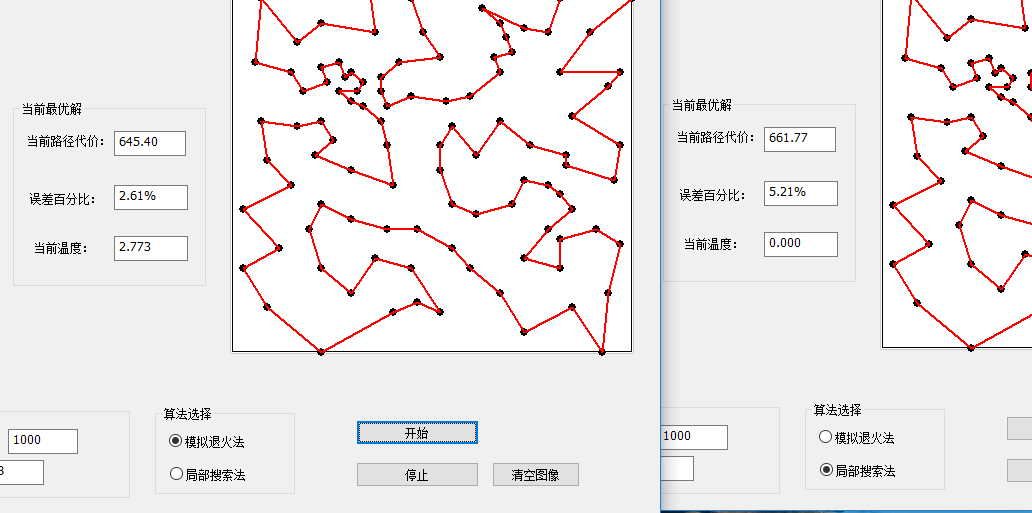 当前最优解
当前路径代价： 645.40
误差百分比： 2.61%
当前温度： 2.773
1000
3
算法选择
模拟退火法
局部搜索法
开始
停止
清空图像
当前最优解
当前路径代价： 661.77
误差百分比： 5.21%
当前温度： 0.000
1000
算法选择
模拟退火法
局部搜索法